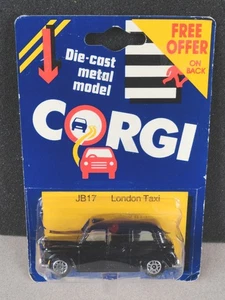 FREE
OFFER
ON
BACK
Die-cast
metal
model
CORGI
JB17 London Taxi